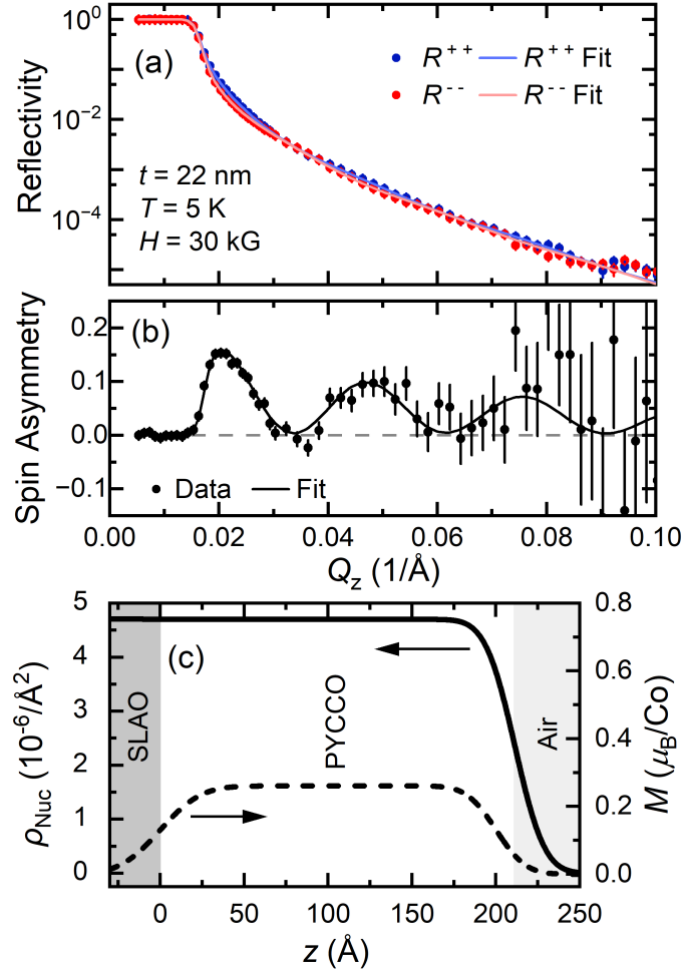 10⁰
10⁻²
10⁻⁴
Reflectivity
(a)
R⁺⁺ R⁺⁺ Fit
R⁻⁻ R⁻⁻ Fit
t = 22 nm
T = 5 K
H = 30 kG
(b)
0.2
0.1
0.0
−0.1
Spin Asymmetry
Data Fit
0.00 0.02 0.04 0.06 0.08 0.10
Q_z (1/Å)
(c)
5
4
3
2
1
0
ρ_Nuc (10⁻⁶/Å²)
SLAO
PYCCO
Air
0.8
0.6
0.4
0.2
0.0
M (μ_B/Co)
0 50 100 150 200 250
z (Å)